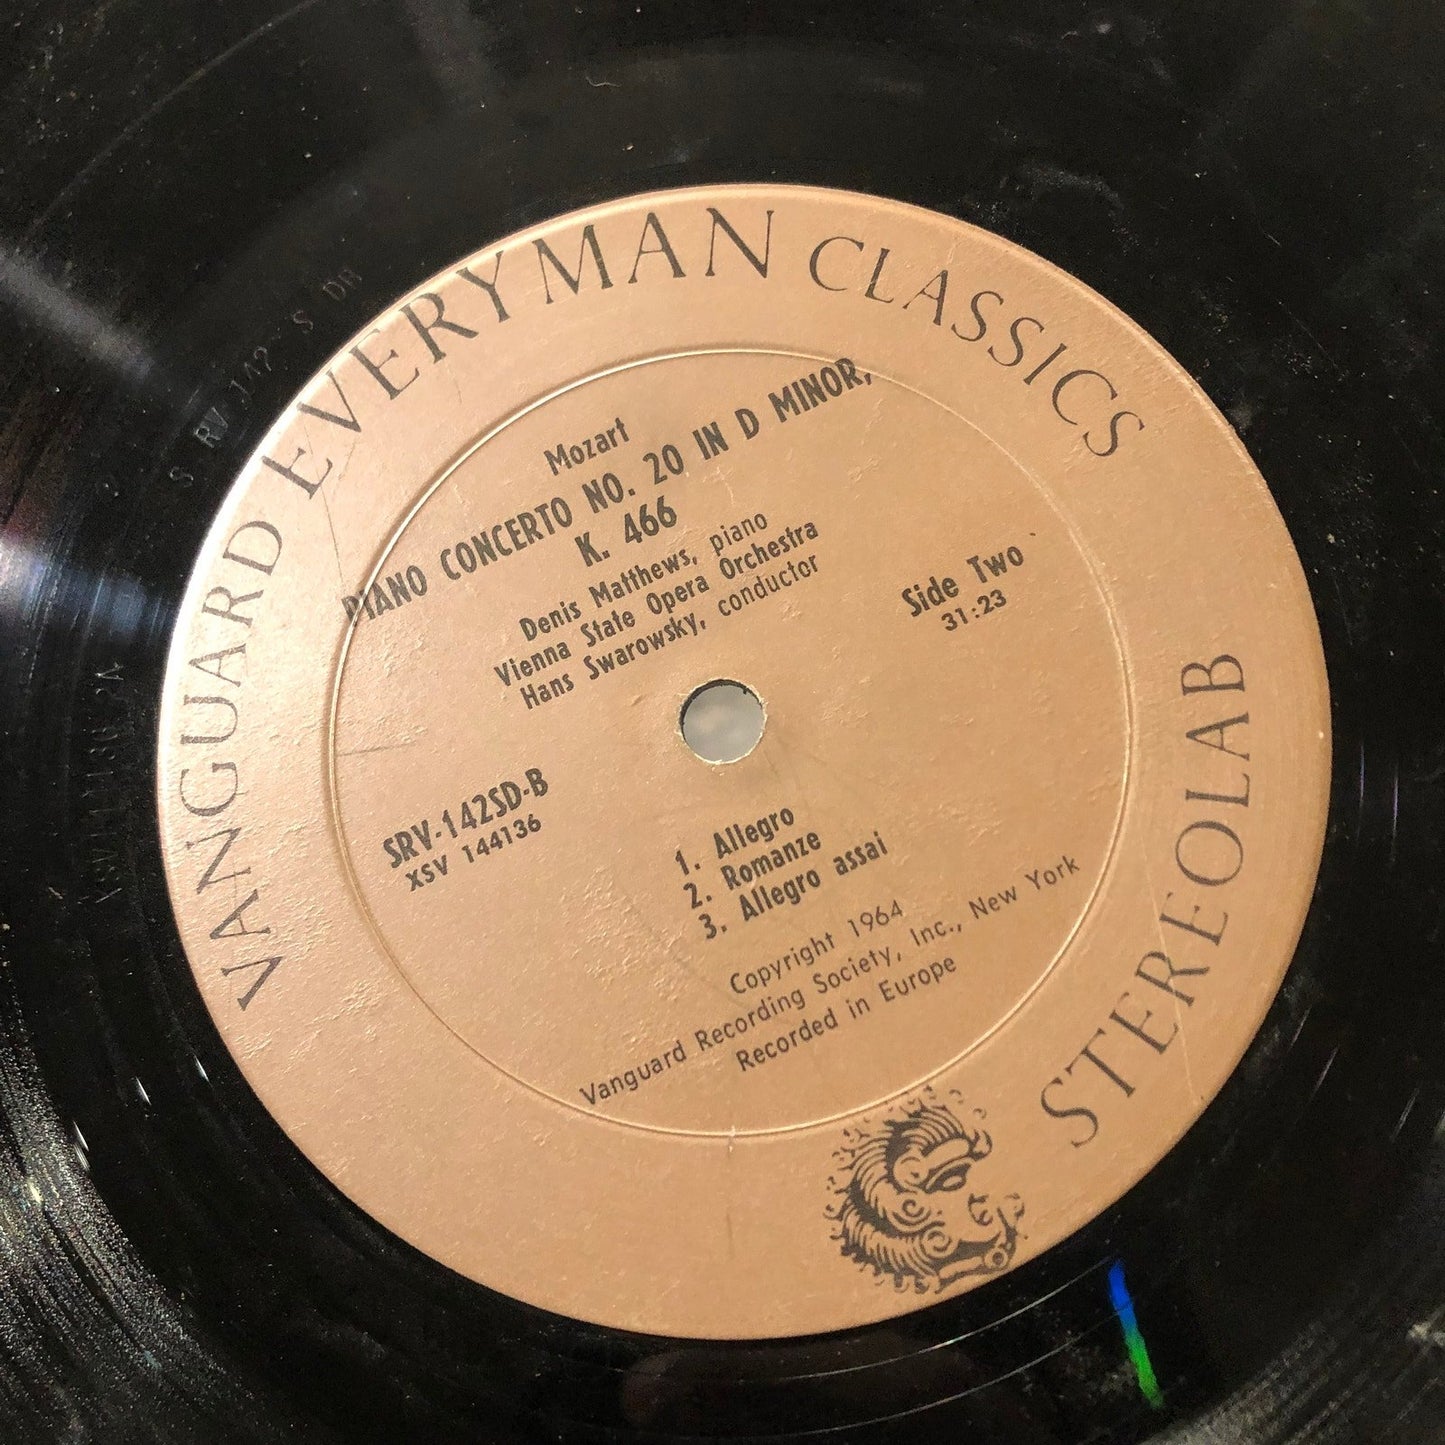 VANGUARD EVERYMAN CLASSICS
Mozart
PIANO CONCERTO NO. 20 IN D MINOR,
K. 466
Denis Matthews, piano
Vienna State Opera Orchestra
Hans Swarowsky, conductor
Side Two
31:23
SRV-142SD-B
XSV 144136
1. Allegro
2. Romanze
3. Allegro assai
Copyright 1964
Vanguard Recording Society, Inc., New York
Recorded in Europe
STEREOLAB